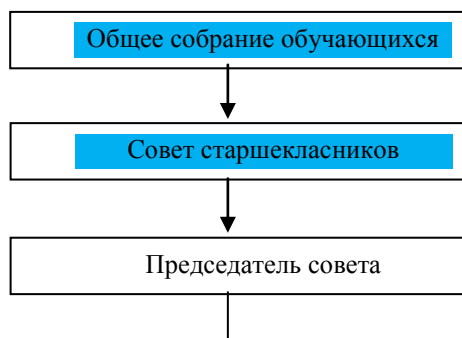 Общее собрание обучающихся
Совет старшекласников
Председатель совета